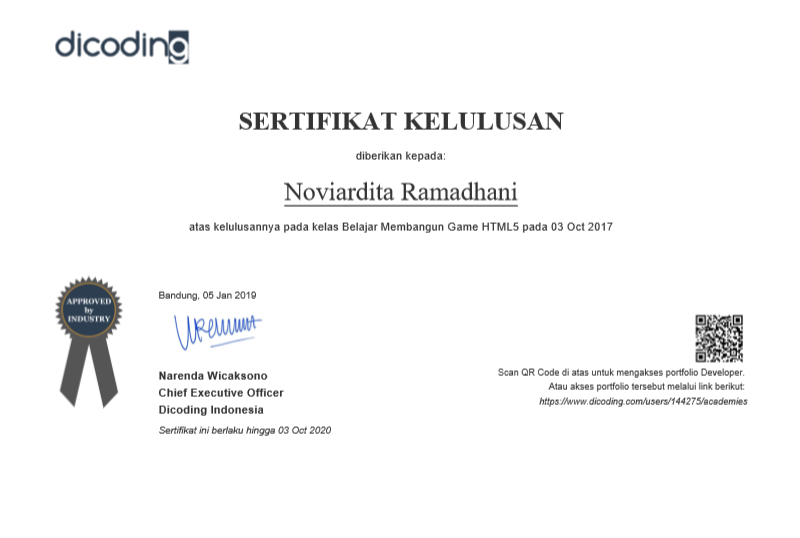 dicoding
SERTIFIKAT KELULUSAN
diberikan kepada:
Noviardita Ramadhani
atas kelulusannya pada kelas Belajar Membangun Game HTML5 pada 03 Oct 2017
APPROVED
by
INDUSTRY
Bandung, 05 Jan 2019
Narenda Wicaksono
Chief Executive Officer
Dicoding Indonesia
Sertifikat ini berlaku hingga 03 Oct 2020
Scan QR Code di atas untuk mengakses portfolio Developer.
Atau akses portfolio tersebut melalui link berikut:
https://www.dicoding.com/users/144275/academies